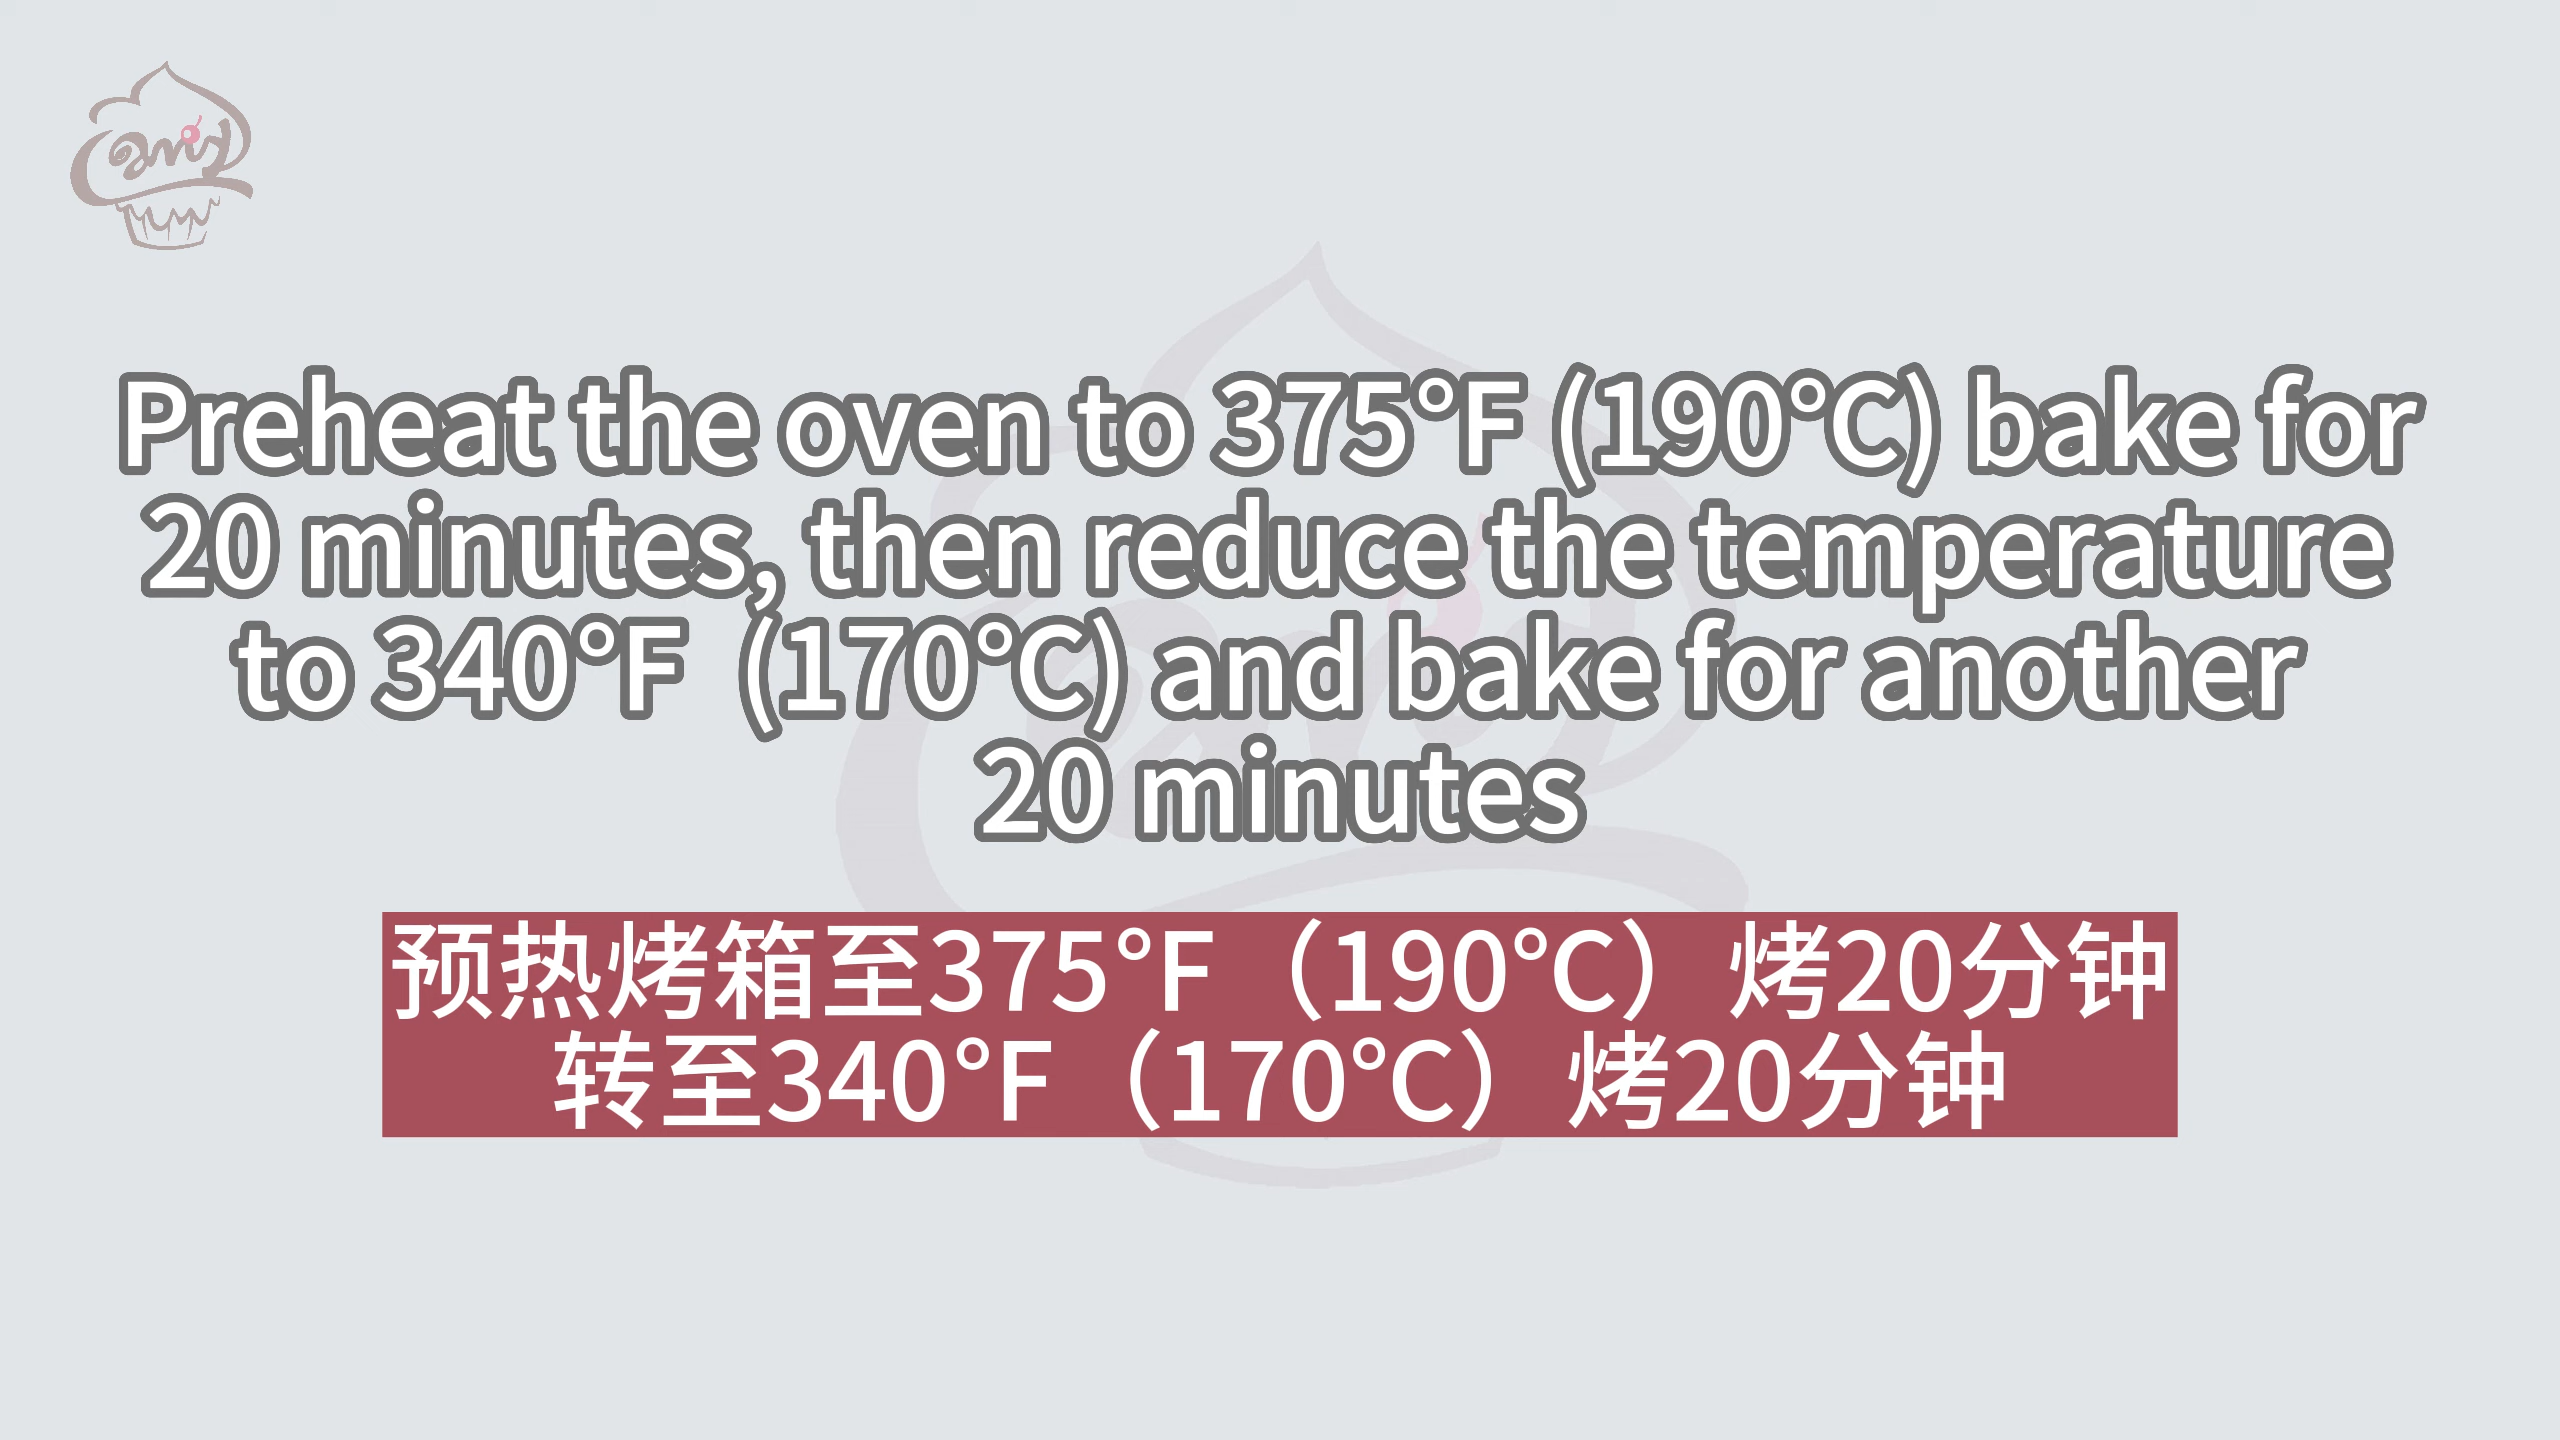 Candy
Preheat the oven to 375°F (190°C) bake for
20 minutes, then reduce the temperature
to 340°F  (170°C) and bake for another
20 minutes
预热烤箱至375°F（190℃）烤20分钟
转至340°F（170℃）烤20分钟